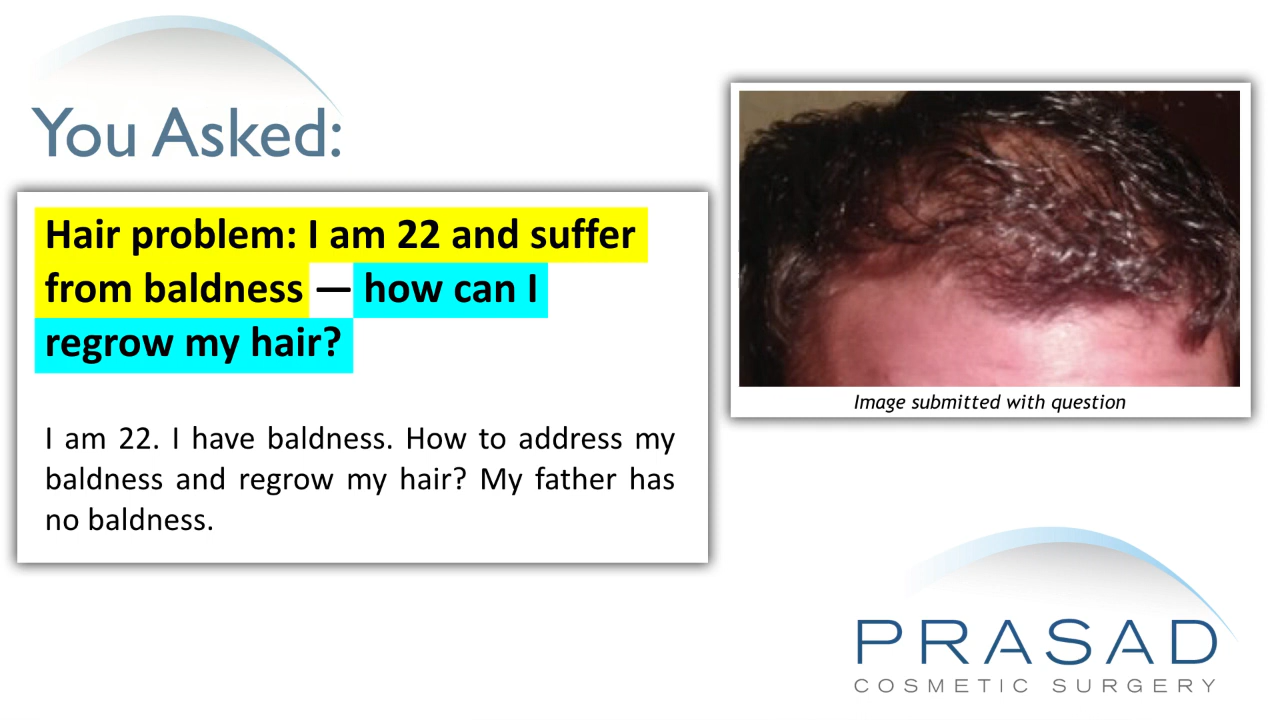 You Asked:
Hair problem: I am 22 and suffer
from baldness — how can I
regrow my hair?
I am 22. I have baldness. How to address my
baldness and regrow my hair? My father has
no baldness.
Image submitted with question
PRASAD
COSMETIC SURGERY